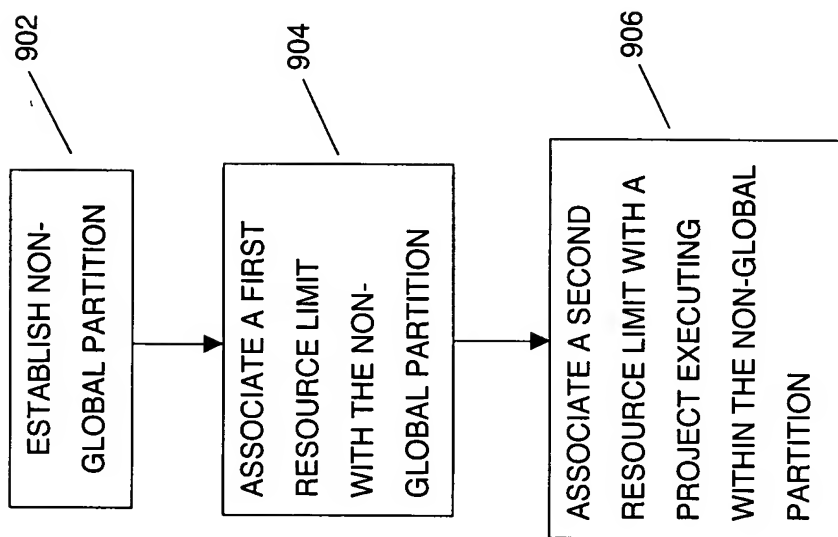 902
ESTABLISH NON-
GLOBAL PARTITION
904
ASSOCIATE A FIRST
RESOURCE LIMIT
WITH THE NON-
GLOBAL PARTITION
906
ASSOCIATE A SECOND
RESOURCE LIMIT WITH A
PROJECT EXECUTING
WITHIN THE NON-GLOBAL
PARTITION